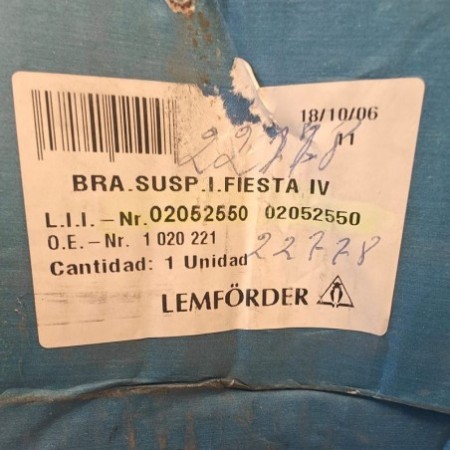 18/10/06
11
22778
BRA.SUSP.I.FIESTA IV
L.I.I.-Nr.02052550 02052550
O.E.-Nr. 1 020 221 22778
Cantidad: 1 Unidad
LEMFÖRDER